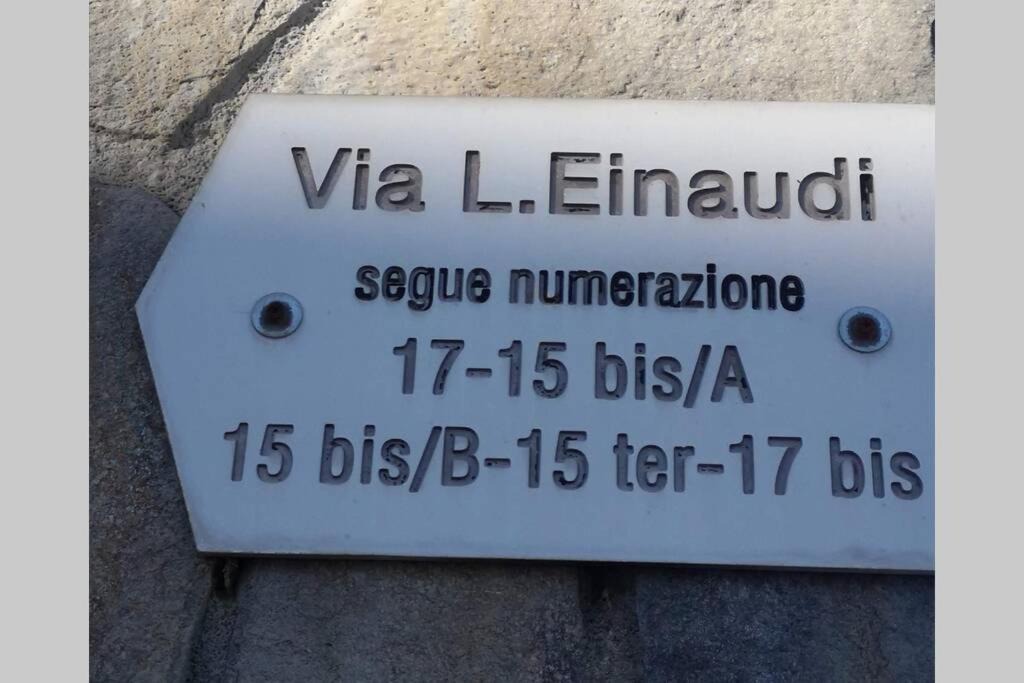 Via L.Einaudi
segue numerazione
17-15 bis/A
15 bis/B-15 ter-17 bis